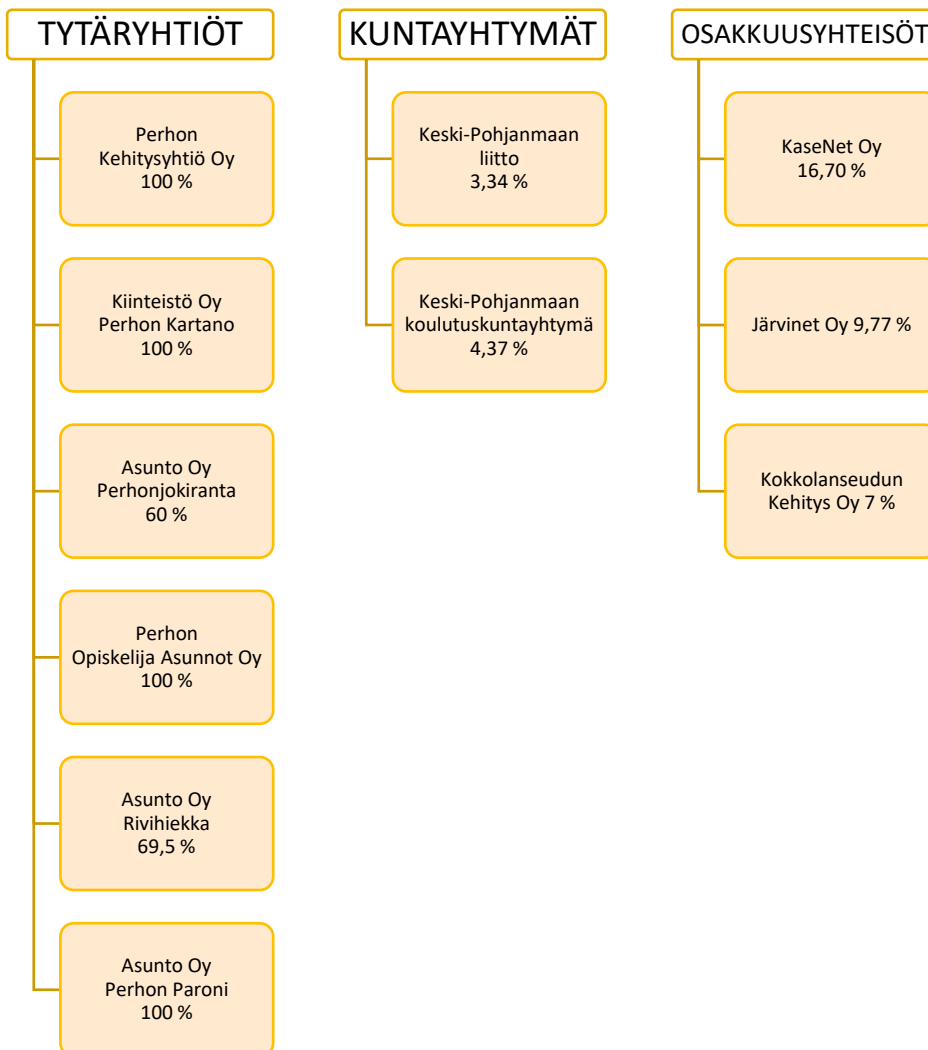 TYTÄRYHTIÖT
Perhon
Kehitysyhtiö Oy
100 %
Kiinteistö Oy
Perhon Kartano
100 %
Asunto Oy
Perhonjokiranta
60 %
Perhon
Opiskelija Asunnot Oy
100 %
Asunto Oy
Rivihiekka
69,5 %
Asunto Oy
Perhon Paroni
100 %
KUNTAYHTYMÄT
Keski-Pohjanmaan
liitto
3,34 %
Keski-Pohjanmaan
koulutuskuntayhtymä
4,37 %
OSAKKUUSYHTEISÖT
KaseNet Oy
16,70 %
Järvinet Oy 9,77 %
Kokkolanseudun
Kehitys Oy 7 %